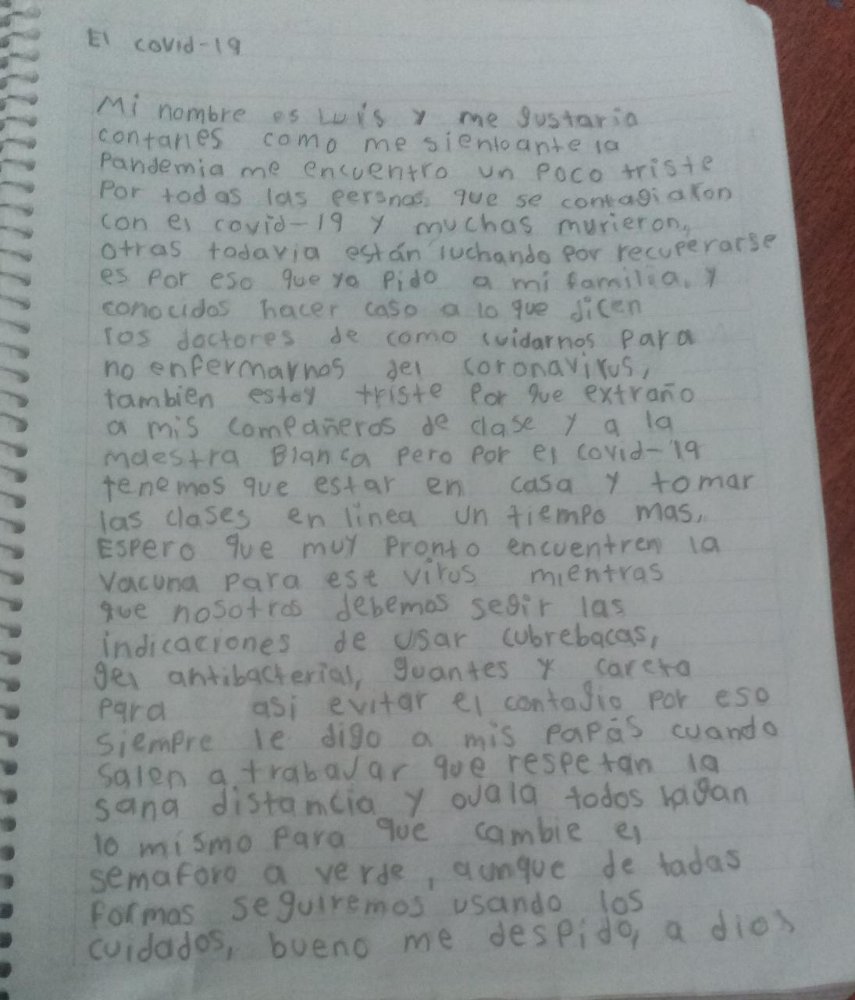 El covid-19
Mi nombre es Luis y me gustaria
contarles como me siento ante la
Pandemia me encuentro un poco triste
Por todas las persnas que se contagiaron
con el covid-19 y muchas murieron,
otras todavia están luchando por recuperarse
es por eso que yo pido a mi familia, y
conocidos hacer caso a lo que dicen
los doctores de como cuidarnos para
no enfermarnos del coronavirus,
tambien estoy triste por que extraño
a mis compañeros de clase y a la
maestra Blanca pero por el covid-19
tenemos que estar en casa y tomar
las clases en linea un tiempo mas,
Espero que muy pronto encuentren la
vacuna para ese virus mientras
que nosotros debemos segir las
indicaciones de usar cubrebacas,
gel antibacterial, guantes y careta
para asi evitar el contagio por eso
siempre le digo a mis papás cuando
salen a trabajar que respetan la
sana distancia y ojala todos hagan
lo mismo para que cambie el
semaforo a verde, aunque de tadas
formas seguiremos usando los
cuidados, bueno me despido, a dios